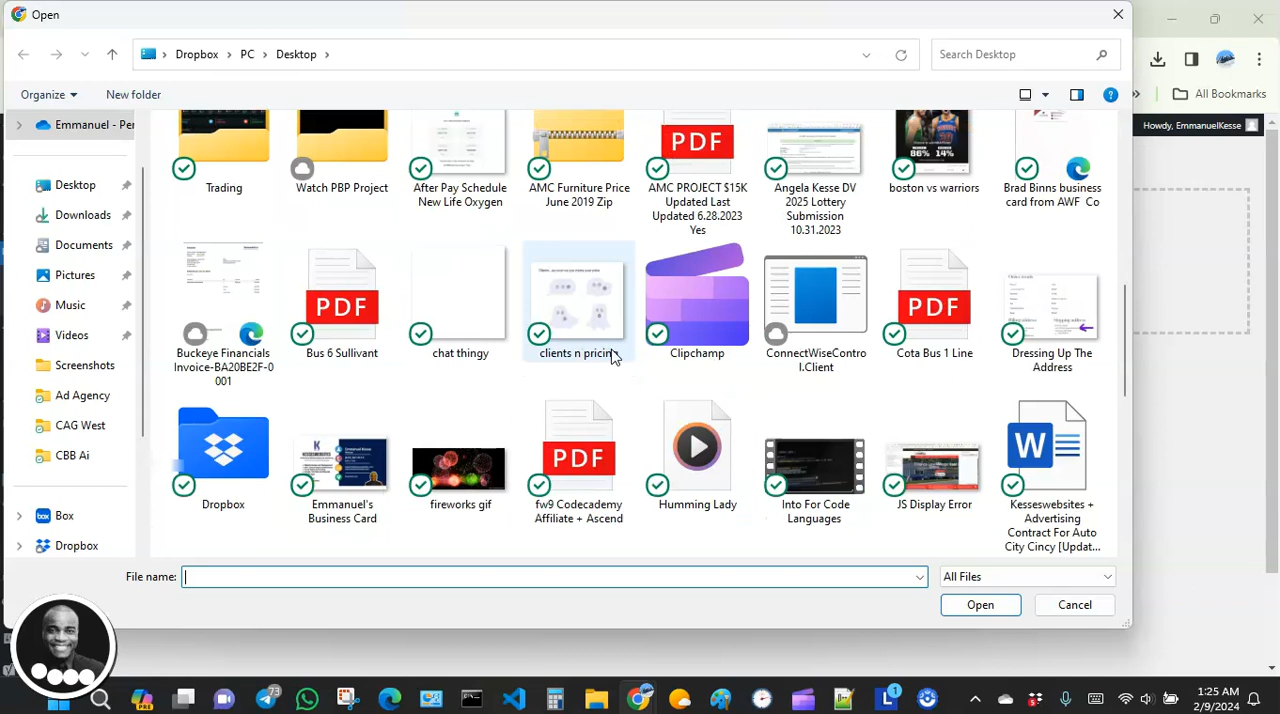 Open
Dropbox > PC > Desktop >
Search Desktop
Organize
New folder
All Bookmarks
Howdy, EmmanuelKesse
Emmanuel - Per
Desktop
Downloads
Documents
Pictures
Music
Videos
Screenshots
Ad Agency
CAG West
CBB Ai
Box
Dropbox
Trading
Watch PBP Project
After Pay Schedule
New Life Oxygen
AMC Furniture Price
June 2019 Zip
PDF
AMC PROJECT $15K
Updated Last
Updated 6.28.2023
Yes
Angela Kesse DV
2025 Lottery
Submission
10.31.2023
86% 14%
boston vs warriors
Brad Binns business
card from AWF Co
Buckeye Financials
Invoice-BA20BE2F-0
001
PDF
Bus 6 Sullivant
chat thingy
clients n pricing
Clipchamp
ConnectWiseContro
l.Client
PDF
Cota Bus 1 Line
Dressing Up The
Address
Dropbox
Emmanuel's
Business Card
fireworks gif
PDF
fw9 Codecademy
Affiliate + Ascend
Humming Lady
Into For Code
Languages
JS Display Error
W
Kesseswebsites +
Advertising
Contract For Auto
City Cincy [Updat...
File name:
All Files
Open
Cancel
73
1
1:25 AM
2/9/2024